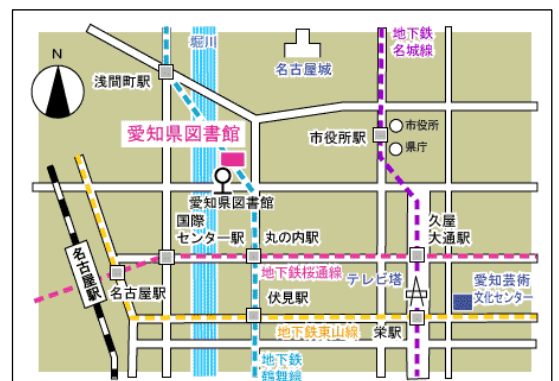 堀川
地下鉄
名城線
N
名古屋城
浅間町駅
愛知県図書館
市役所
市役所駅
県庁
愛知県図書館
国際
センター駅
丸の内駅
久屋
大通駅
名古屋駅
名古屋駅
地下鉄桜通線
テレビ塔
愛知芸術
文化センター
伏見駅
地下鉄東山線
栄駅
地下鉄
鶴舞線